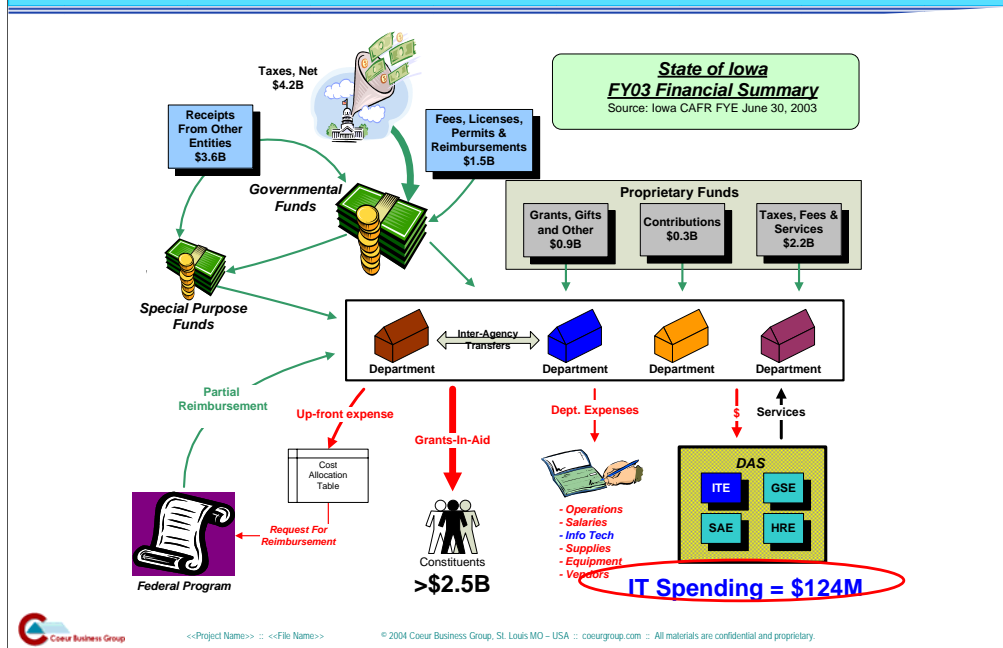 Taxes, Net
$4.2B
State of Iowa
FY03 Financial Summary
Source: Iowa CAFR FYE June 30, 2003
Receipts
From Other
Entities
$3.6B
Fees, Licenses,
Permits &
Reimbursements
$1.5B
Governmental
Funds
Proprietary Funds
Grants, Gifts
and Other
$0.9B
Contributions
$0.3B
Taxes, Fees &
Services
$2.2B
Special Purpose
Funds
Inter-Agency
Transfers
Department
Department
Department
Department
Partial
Reimbursement
Up-front expense
Grants-In-Aid
Dept. Expenses
$
Services
Cost
Allocation
Table
DAS
ITE
GSE
SAE
HRE
Request For
Reimbursement
Federal Program
Constituents
>$2.5B
- Operations
- Salaries
- Info Tech
- Supplies
- Equipment
- Vendors
IT Spending = $124M
Coeur Business Group
<<Project Name>> :: <<File Name>>
© 2004 Coeur Business Group, St. Louis MO – USA :: coeurgroup.com :: All materials are confidential and proprietary.